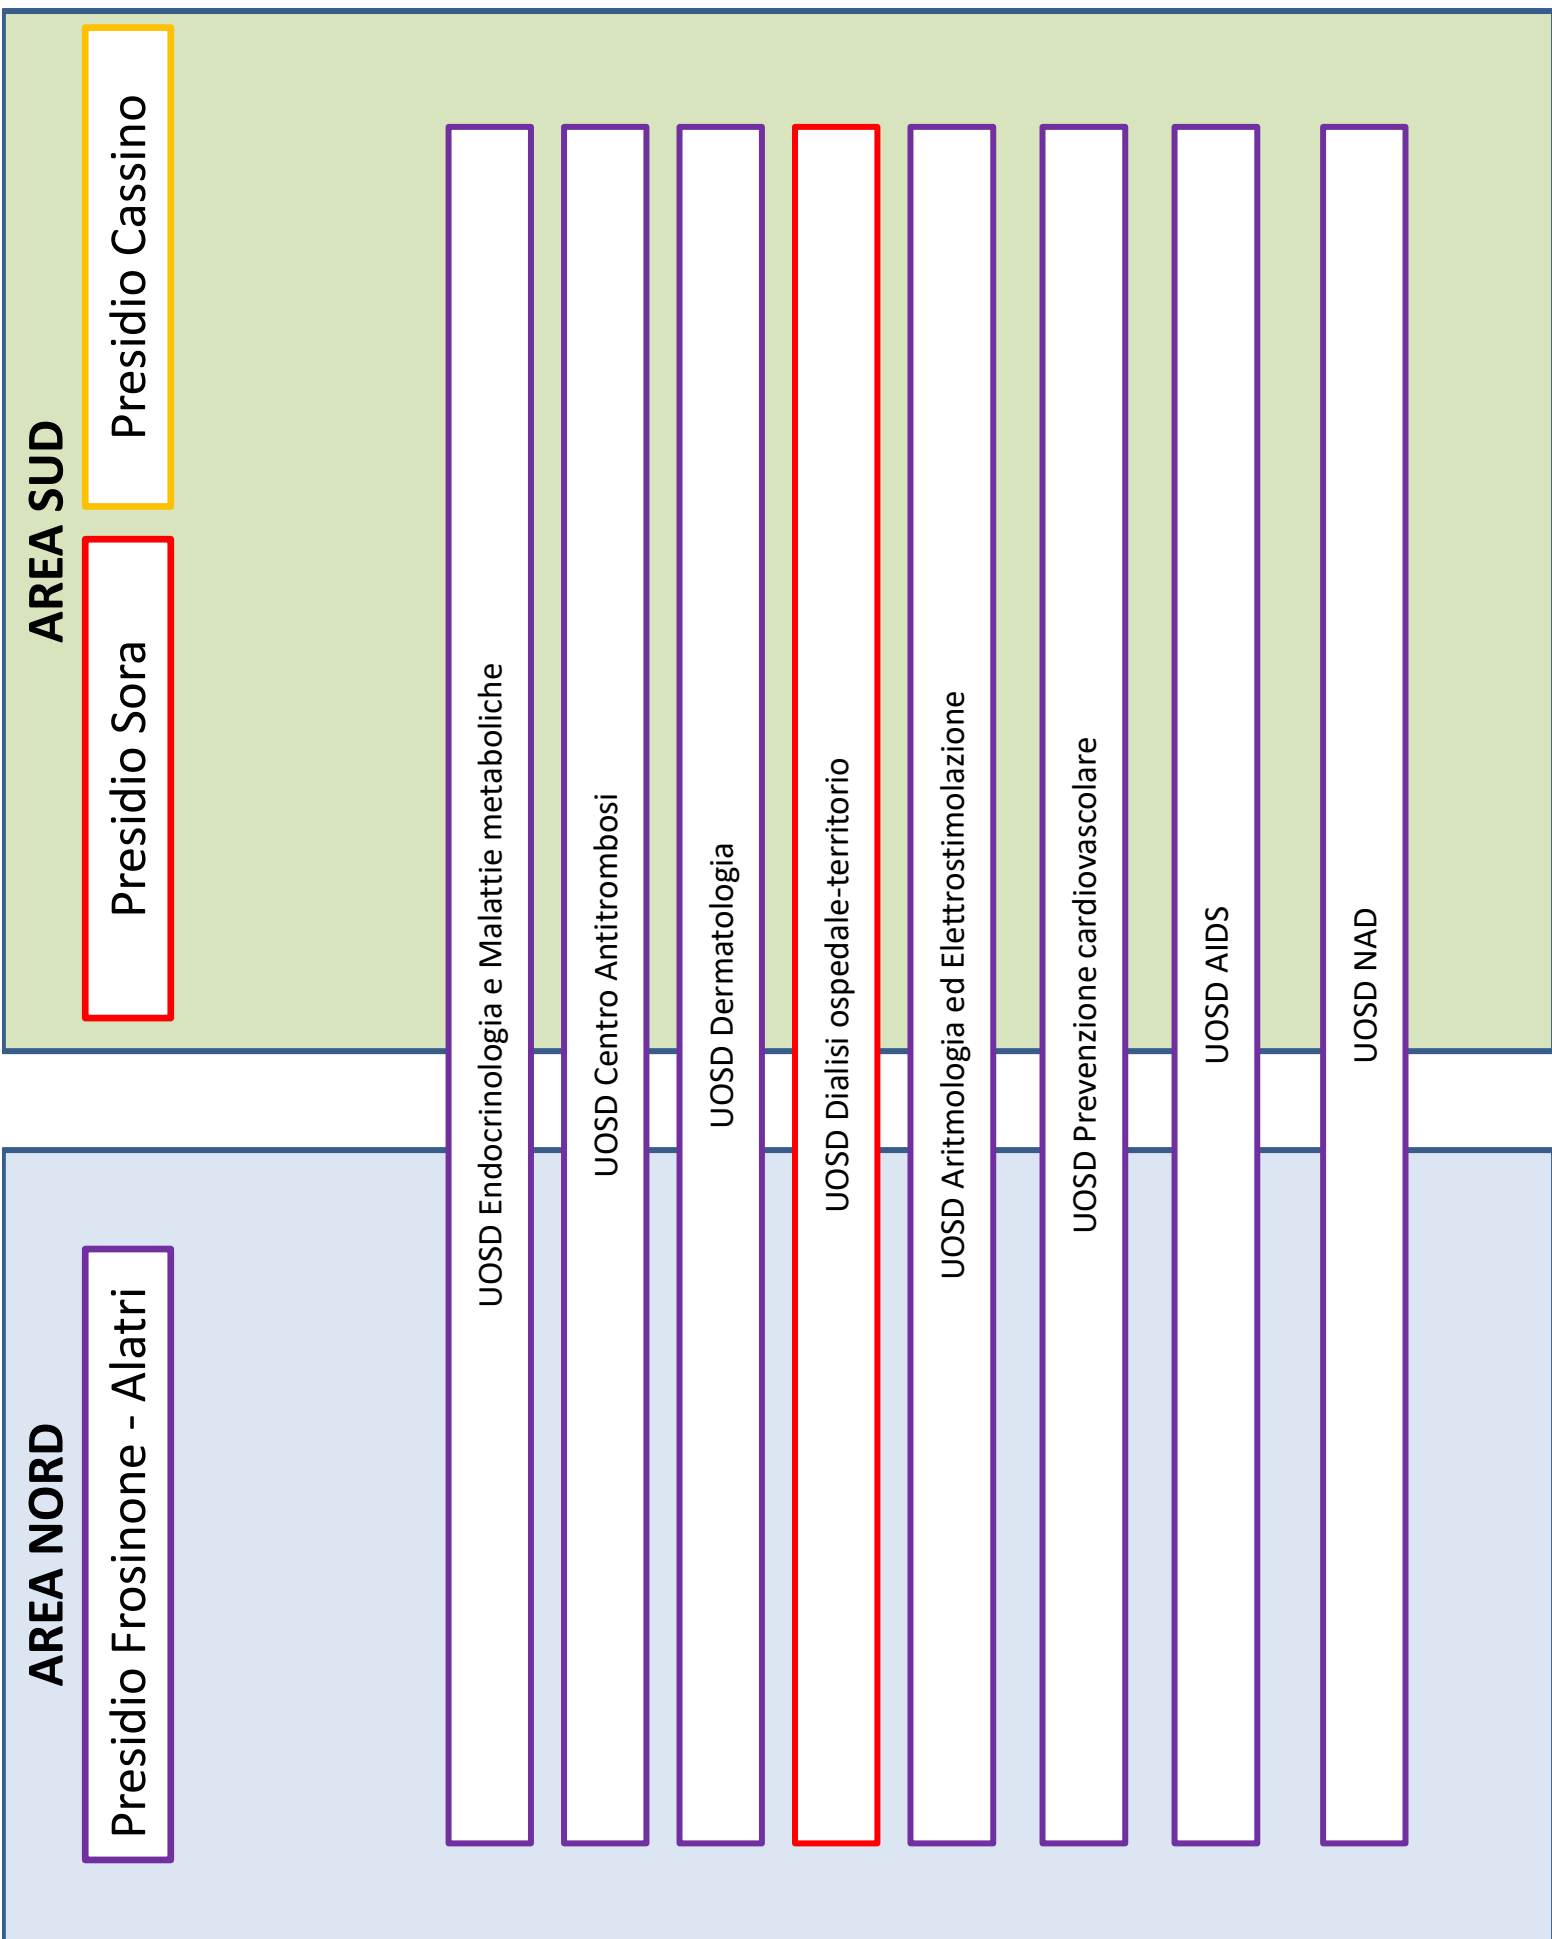 AREA NORD
AREA SUD
Presidio Frosinone - Alatri
Presidio Sora
Presidio Cassino
UOSD Endocrinologia e Malattie metaboliche
UOSD Centro Antitrombosi
UOSD Dermatologia
UOSD Dialisi ospedale-territorio
UOSD Aritmologia ed Elettrostimolazione
UOSD Prevenzione cardiovascolare
UOSD AIDS
UOSD NAD